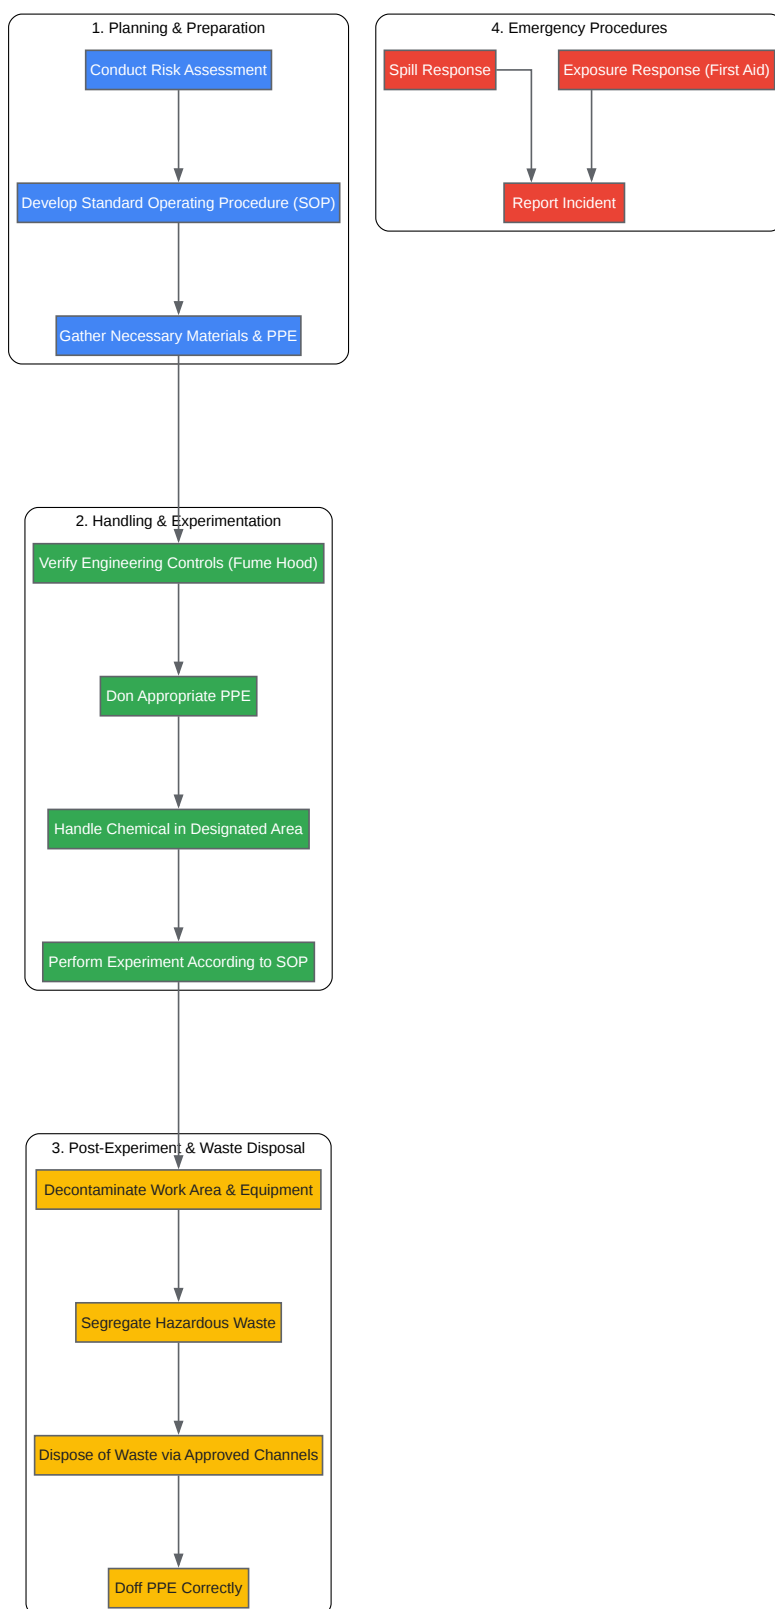 1. Planning & Preparation
Conduct Risk Assessment
Develop Standard Operating Procedure (SOP)
Gather Necessary Materials & PPE
4. Emergency Procedures
Spill Response
Exposure Response (First Aid)
Report Incident
2. Handling & Experimentation
Verify Engineering Controls (Fume Hood)
Don Appropriate PPE
Handle Chemical in Designated Area
Perform Experiment According to SOP
3. Post-Experiment & Waste Disposal
Decontaminate Work Area & Equipment
Segregate Hazardous Waste
Dispose of Waste via Approved Channels
Doff PPE Correctly